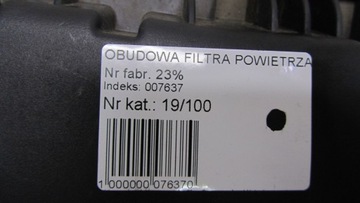 OBUDOWA FILTRA POWIETRZA
Nr fabr. 23%
Indeks: 007637
Nr kat.: 19/100
1 000000 076370